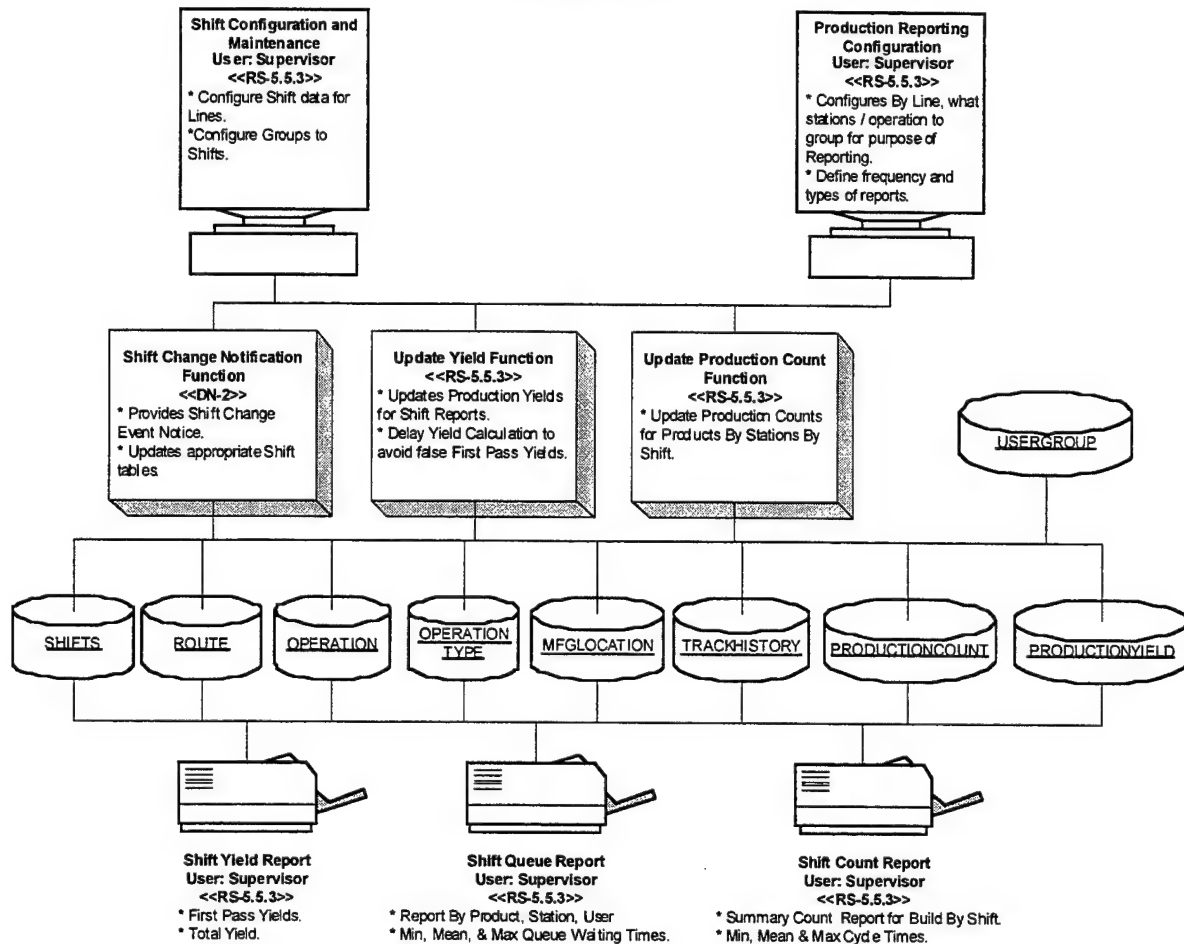 Shift Configuration and
Maintenance
User: Supervisor
<<RS-5.5.3>>
* Configure Shift data for
Lines.
*Configure Groups to
Shifts.
Production Reporting
Configuration
User: Supervisor
<<RS-5.5.3>>
* Configures By Line, what
stations / operation to
group for purpose of
Reporting.
* Define frequency and
types of reports.
Shift Change Notification
Function
<<DN-2>>
* Provides Shift Change
Event Notice.
* Updates appropriate Shift
tables.
Update Yield Function
<<RS-5.5.3>>
* Updates Production Yields
for Shift Reports.
* Delay Yield Calculation to
avoid false First Pass Yields.
Update Production Count
Function
<<RS-5.5.3>>
* Update Production Counts
for Products By Stations By
Shift.
USERGROUP
SHIFTS
ROUTE
OPERATION
OPERATION
TYPE
MFGLOCATION
TRACKHISTORY
PRODUCTIONCOUNT
PRODUCTIONYIELD
Shift Yield Report
User: Supervisor
<<RS-5.5.3>>
* First Pass Yields.
* Total Yield.
Shift Queue Report
User: Supervisor
<<RS-5.5.3>>
* Report By Product, Station, User
* Min, Mean, & Max Queue Waiting Times.
Shift Count Report
User: Supervisor
<<RS-5.5.3>>
* Summary Count Report for Build By Shift.
* Min, Mean & Max Cycle Times.